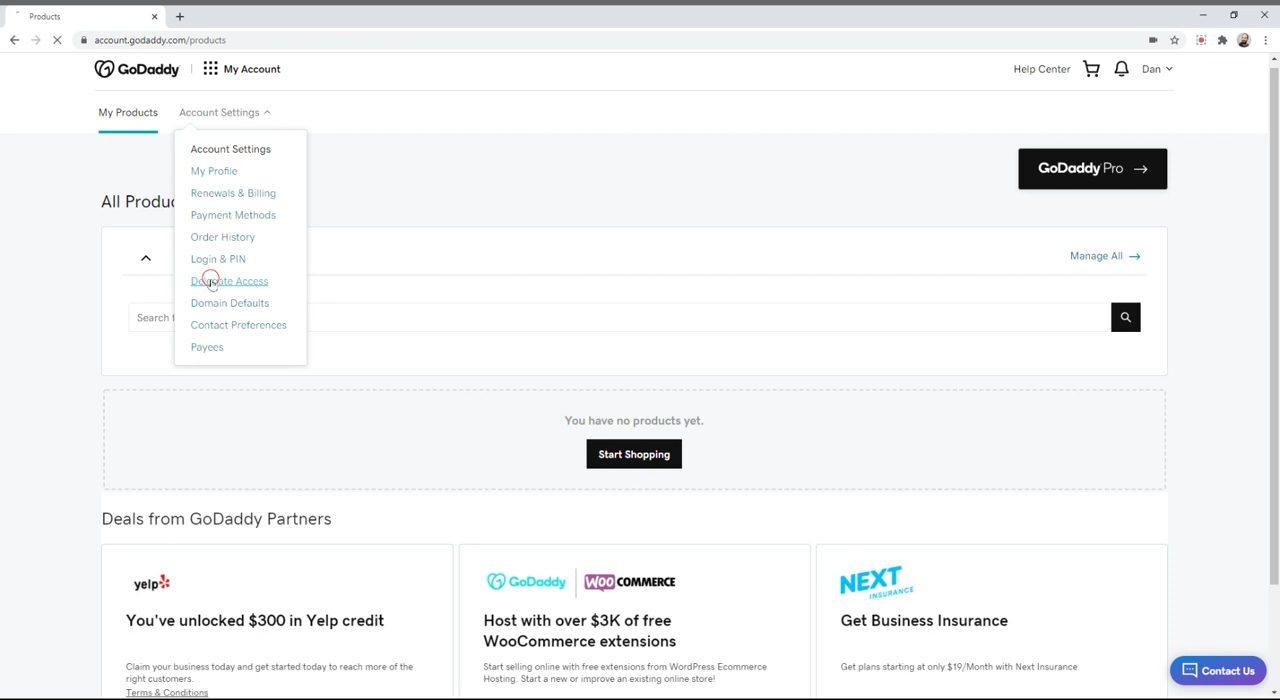 Products
account.godaddy.com/products
GoDaddy
My Account
Help Center
Dan
My Products
Account Settings
Account Settings
My Profile
Renewals & Billing
Payment Methods
Order History
Login & PIN
Delegate Access
Domain Defaults
Contact Preferences
Payees
GoDaddy Pro →
All Produc
Manage All →
Search f
You have no products yet.
Start Shopping
Deals from GoDaddy Partners
yelp
You've unlocked $300 in Yelp credit
Claim your business today and get started today to reach more of the
right customers.
Terms & Conditions
GoDaddy
WOO COMMERCE
Host with over $3K of free
WooCommerce extensions
Start selling online with free extensions from WordPress Ecommerce
Hosting. Start a new or improve an existing online store!
NEXT
INSURANCE
Get Business Insurance
Get plans starting at only $19/Month with Next Insurance
Contact Us